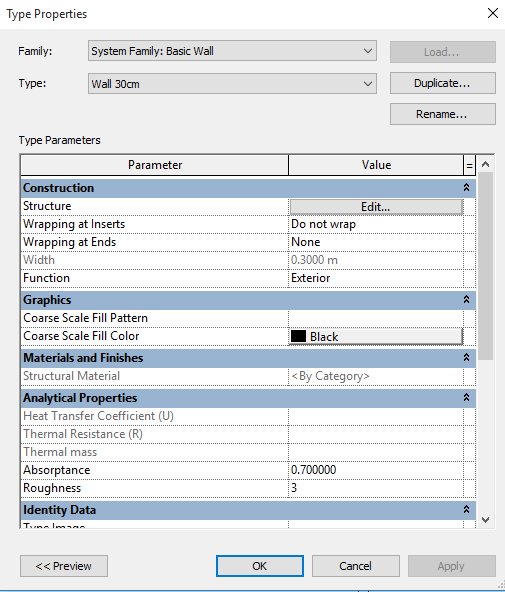 Type Properties
Family: System Family: Basic Wall Load...
Type: Wall 30cm Duplicate...
Rename...
Type Parameters
Parameter Value =
Construction
Structure Edit...
Wrapping at Inserts Do not wrap
Wrapping at Ends None
Width 0.3000 m
Function Exterior
Graphics
Coarse Scale Fill Pattern
Coarse Scale Fill Color Black
Materials and Finishes
Structural Material <By Category>
Analytical Properties
Heat Transfer Coefficient (U)
Thermal Resistance (R)
Thermal mass
Absorptance 0.700000
Roughness 3
Identity Data
Type Image
<< Preview OK Cancel Apply